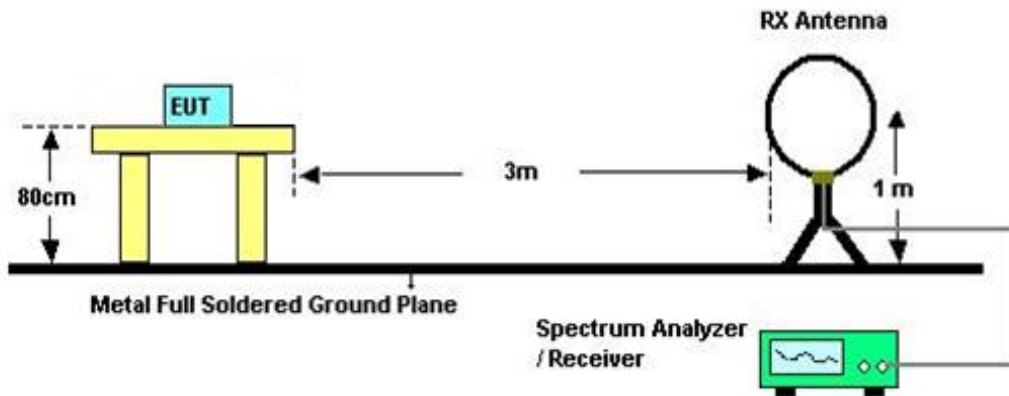 RX Antenna
EUT
80cm
3m
1 m
Metal Full Soldered Ground Plane
Spectrum Analyzer
/ Receiver